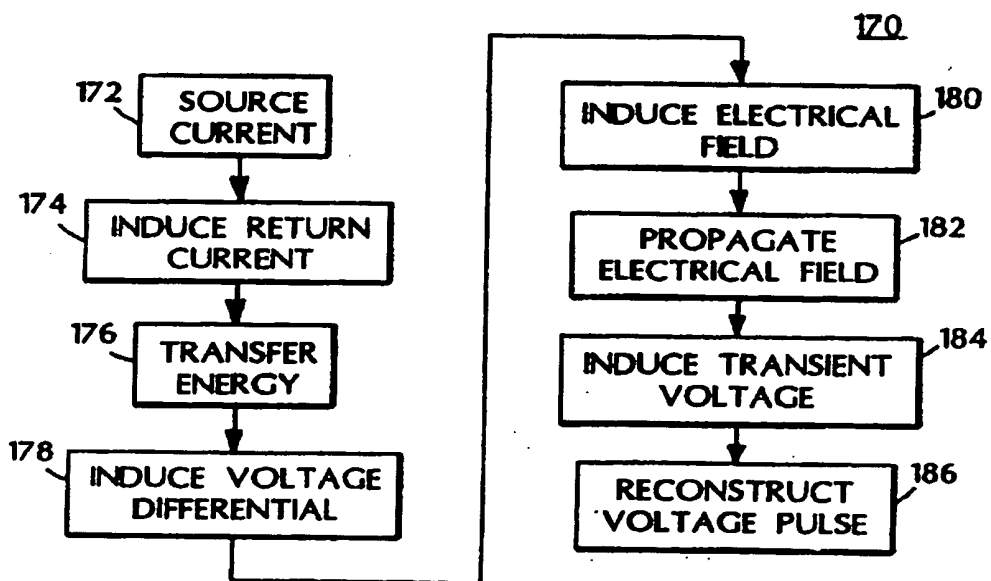 170
172
SOURCE
CURRENT
174
INDUCE RETURN
CURRENT
176
TRANSFER
ENERGY
178
INDUCE VOLTAGE
DIFFERENTIAL
INDUCE ELECTRICAL
FIELD
180
PROPAGATE
ELECTRICAL FIELD
182
INDUCE TRANSIENT
VOLTAGE
184
RECONSTRUCT
VOLTAGE PULSE
186